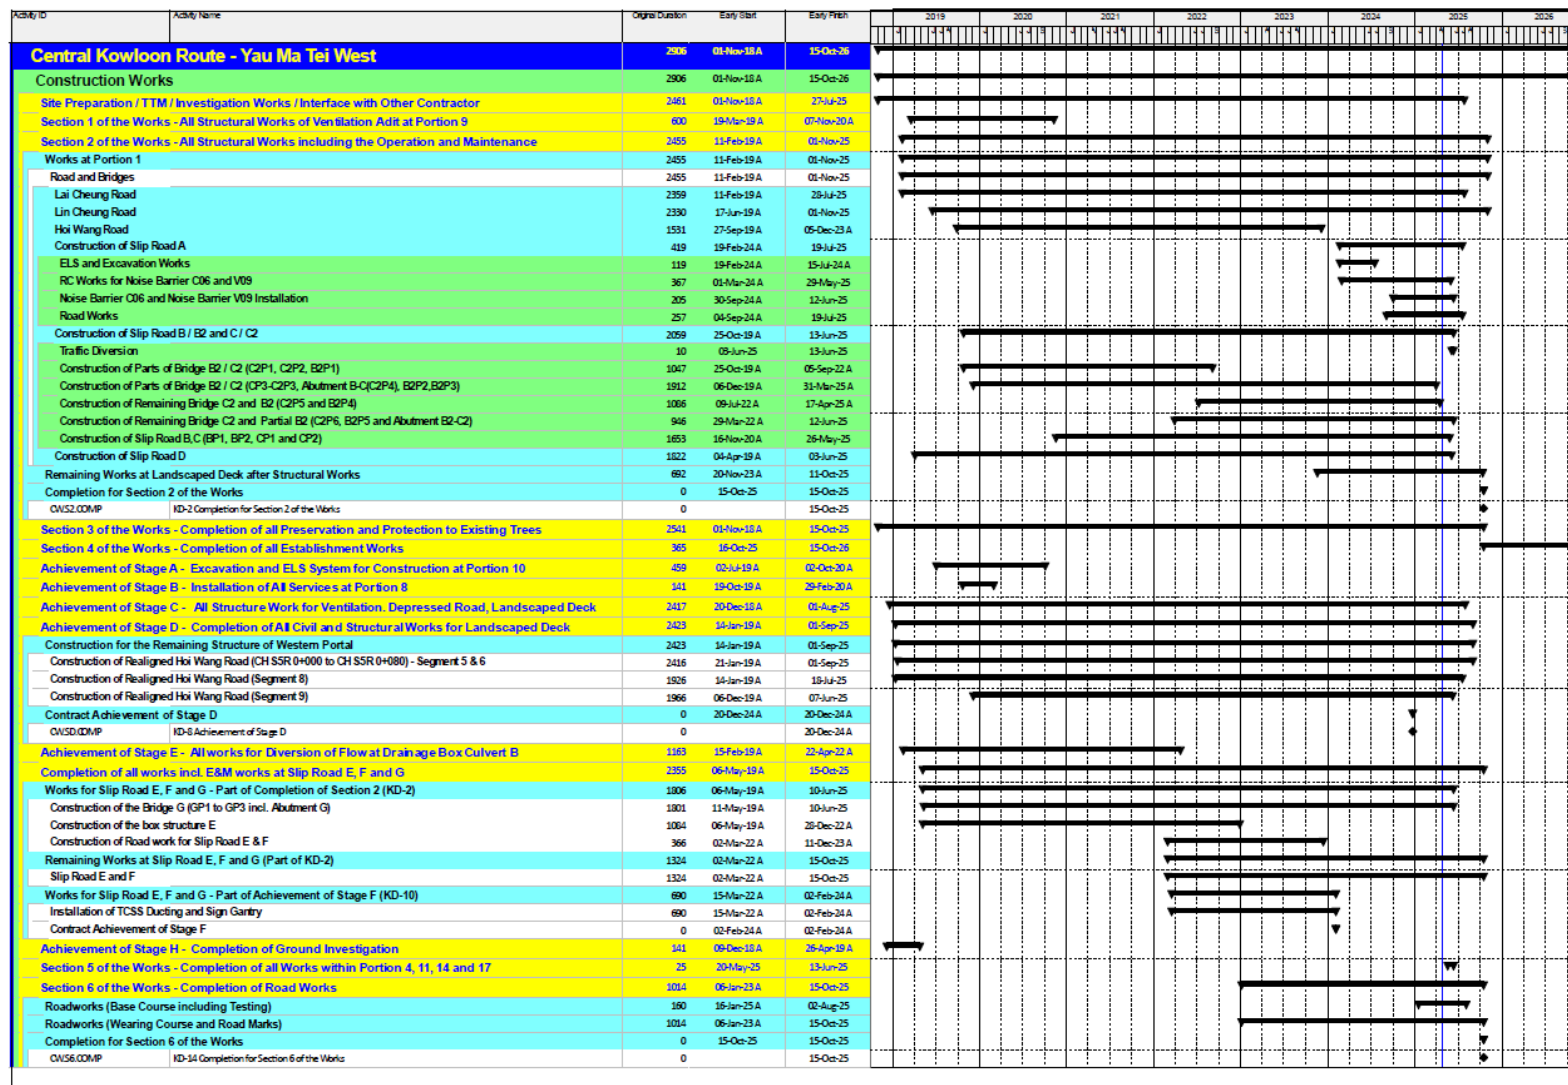 Activity ID Activity Name Original Duration Early Start Early Finish 2019 2020 2021 2022 2023 2024 2025 2026
Central Kowloon Route - Yau Ma Tei West 2906 01-Nov-18 A 15-Oct-26
Construction Works 2906 01-Nov-18 A 15-Oct-26
Site Preparation / TTM / Investigation Works / Interface with Other Contractor 2461 01-Nov-18 A 27-Jul-25
Section 1 of the Works - All Structural Works of Ventilation Adit at Portion 9 600 19-Mar-19 A 07-Nov-20 A
Section 2 of the Works - All Structural Works including the Operation and Maintenance 2455 11-Feb-19 A 01-Nov-25
Works at Portion 1 2455 11-Feb-19 A 01-Nov-25
Road and Bridges 2455 11-Feb-19 A 01-Nov-25
Lai Cheung Road 2359 11-Feb-19 A 28-Jul-25
Lin Cheung Road 2330 17-Jun-19 A 01-Nov-25
Hoi Wang Road 1531 27-Sep-19 A 05-Dec-23 A
Construction of Slip Road A 419 19-Feb-24 A 19-Jul-25
ELS and Excavation Works 119 19-Feb-24 A 15-Jul-24 A
RC Works for Noise Barrier C06 and V09 367 01-Mar-24 A 29-May-25
Noise Barrier C06 and Noise Barrier V09 Installation 205 30-Sep-24 A 12-Jun-25
Road Works 257 04-Sep-24 A 19-Jul-25
Construction of Slip Road B / B2 and C / C2 2059 25-Oct-19 A 13-Jun-25
Traffic Diversion 10 03-Jun-25 13-Jun-25
Construction of Parts of Bridge B2 / C2 (C2P1, C2P2, B2P1) 1047 25-Oct-19 A 05-Sep-22 A
Construction of Parts of Bridge B2 / C2 (CP3-C2P3, Abutment B-C(C2P4), B2P2,B2P3) 1912 06-Dec-19 A 31-Mar-25 A
Construction of Remaining Bridge C2 and B2 (C2P5 and B2P4) 1086 09-Jul-22 A 17-Apr-25 A
Construction of Remaining Bridge C2 and Partial B2 (C2P6, B2P5 and Abutment B2-C2) 946 29-Mar-22 A 12-Jun-25
Construction of Slip Road B,C (BP1, BP2, CP1 and CP2) 1653 16-Nov-20 A 26-May-25
Construction of Slip Road D 1822 04-Apr-19 A 03-Jun-25
Remaining Works at Landscaped Deck after Structural Works 692 20-Nov-23 A 11-Oct-25
Completion for Section 2 of the Works 0 15-Oct-25 15-Oct-25
CW.S2.COMP KD-2 Completion for Section 2 of the Works 0 15-Oct-25
Section 3 of the Works - Completion of all Preservation and Protection to Existing Trees 2541 01-Nov-18 A 15-Oct-25
Section 4 of the Works - Completion of all Establishment Works 365 16-Oct-25 15-Oct-26
Achievement of Stage A - Excavation and ELS System for Construction at Portion 10 459 02-Jul-19 A 02-Oct-20 A
Achievement of Stage B - Installation of All Services at Portion 8 141 19-Oct-19 A 29-Feb-20 A
Achievement of Stage C - All Structure Work for Ventilation. Depressed Road, Landscaped Deck 2417 20-Dec-18 A 01-Aug-25
Achievement of Stage D - Completion of All Civil and Structural Works for Landscaped Deck 2423 14-Jan-19 A 01-Sep-25
Construction for the Remaining Structure of Western Portal 2423 14-Jan-19 A 01-Sep-25
Construction of Realigned Hoi Wang Road (CH S5R 0+000 to CH S5R 0+080) - Segment 5 & 6 2416 21-Jan-19 A 01-Sep-25
Construction of Realigned Hoi Wang Road (Segment 8) 1926 14-Jan-19 A 18-Jul-25
Construction of Realigned Hoi Wang Road (Segment 9) 1966 06-Dec-19 A 07-Jun-25
Contract Achievement of Stage D 0 20-Dec-24 A 20-Dec-24 A
CW.SD.COMP KD-8 Achievement of Stage D 0 20-Dec-24 A
Achievement of Stage E - All works for Diversion of Flow at Drainage Box Culvert B 1163 15-Feb-19 A 22-Apr-22 A
Completion of all works incl. E&M works at Slip Road E, F and G 2355 06-May-19 A 15-Oct-25
Works for Slip Road E, F and G - Part of Completion of Section 2 (KD-2) 1806 06-May-19 A 10-Jun-25
Construction of the Bridge G (GP1 to GP3 incl. Abutment G) 1801 11-May-19 A 10-Jun-25
Construction of the box structure E 1084 06-May-19 A 28-Dec-22 A
Construction of Road work for Slip Road E & F 366 02-Mar-22 A 11-Dec-23 A
Remaining Works at Slip Road E, F and G (Part of KD-2) 1324 02-Mar-22 A 15-Oct-25
Slip Road E and F 1324 02-Mar-22 A 15-Oct-25
Works for Slip Road E, F and G - Part of Achievement of Stage F (KD-10) 690 15-Mar-22 A 02-Feb-24 A
Installation of TCSS Ducting and Sign Gantry 690 15-Mar-22 A 02-Feb-24 A
Contract Achievement of Stage F 0 02-Feb-24 A 02-Feb-24 A
Achievement of Stage H - Completion of Ground Investigation 141 09-Dec-18 A 26-Apr-19 A
Section 5 of the Works - Completion of all Works within Portion 4, 11, 14 and 17 25 20-May-25 13-Jun-25
Section 6 of the Works - Completion of Road Works 1014 06-Jan-23 A 15-Oct-25
Roadworks (Base Course including Testing) 160 16-Jan-25 A 02-Aug-25
Roadworks (Wearing Course and Road Marks) 1014 06-Jan-23 A 15-Oct-25
Completion for Section 6 of the Works 0 15-Oct-25 15-Oct-25
CW.S6.COMP KD-14 Completion for Section 6 of the Works 0 15-Oct-25